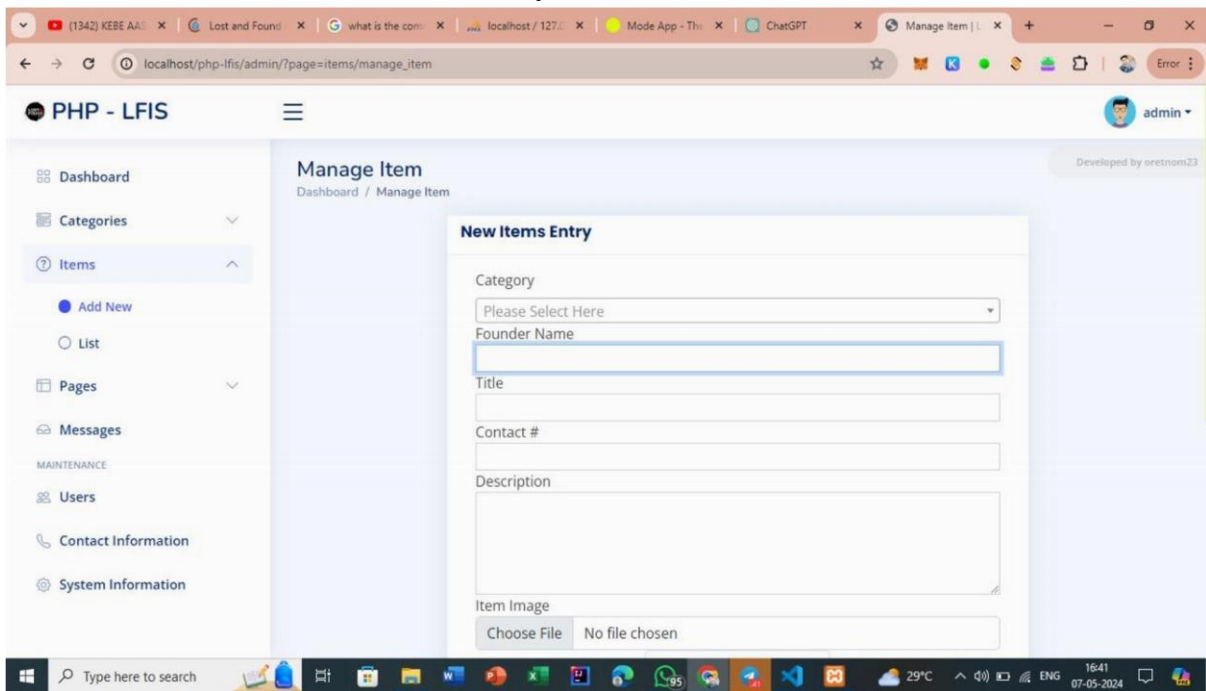 (1342) KEBE AAS
Lost and Found
what is the com
localhost / 127.0
Mode App - The
ChatGPT
Manage Item | L
localhost/php-lfis/admin/?page=items/manage_item
Error
PHP - LFIS
admin
Dashboard
Categories
Items
Add New
List
Pages
Messages
MAINTENANCE
Users
Contact Information
System Information
Manage Item
Dashboard / Manage Item
Developed by oretnom23
New Items Entry
Category
Please Select Here
Founder Name
Title
Contact #
Description
Item Image
Choose File No file chosen
Type here to search
95
29°C
ENG
16:41
07-05-2024